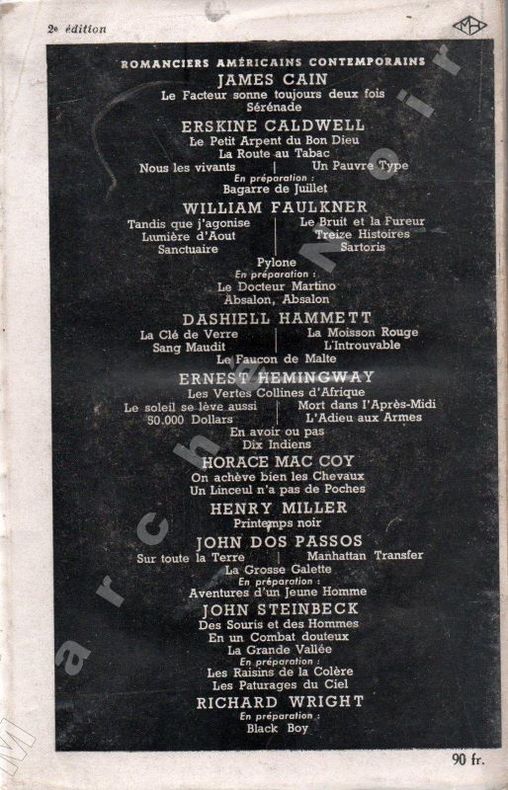 2e édition
MH
ROMANCIERS AMÉRICAINS CONTEMPORAINS
JAMES CAIN
Le Facteur sonne toujours deux fois
Sérénade
ERSKINE CALDWELL
Le Petit Arpent du Bon Dieu
La Route au Tabac
Nous les vivants | Un Pauvre Type
En préparation :
Bagarre de Juillet
WILLIAM FAULKNER
Tandis que j'agonise | Le Bruit et la Fureur
Lumière d'Aout | Treize Histoires
Sanctuaire | Sartoris
Pylone
En préparation :
Le Docteur Martino
Absalon, Absalon
DASHIELL HAMMETT
La Clé de Verre | La Moisson Rouge
Sang Maudit | L'Introuvable
Le Faucon de Malte
ERNEST HEMINGWAY
Les Vertes Collines d'Afrique
Le soleil se lève aussi | Mort dans l'Après-Midi
50.000 Dollars | L'Adieu aux Armes
En avoir ou pas
Dix Indiens
HORACE MAC COY
On achève bien les Chevaux
Un Linceul n'a pas de Poches
HENRY MILLER
Printemps noir
JOHN DOS PASSOS
Sur toute la Terre | Manhattan Transfer
La Grosse Galette
En préparation :
Aventures d'un Jeune Homme
JOHN STEINBECK
Des Souris et des Hommes
En un Combat douteux
La Grande Vallée
En préparation :
Les Raisins de la Colère
Les Paturages du Ciel
RICHARD WRIGHT
En préparation :
Black Boy
90 fr.
Marche Noir